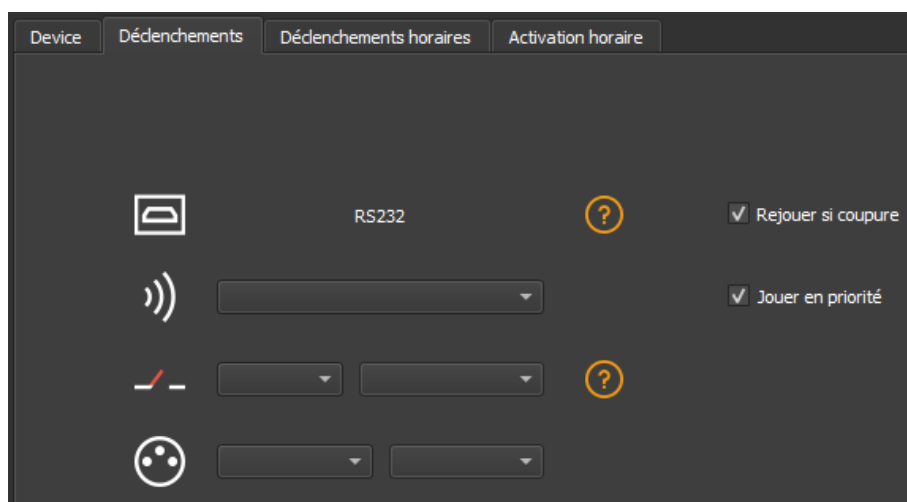 Device
Déclenchements
Déclenchements horaires
Activation horaire
RS232
?
Rejouer si coupure
Jouer en priorité
?